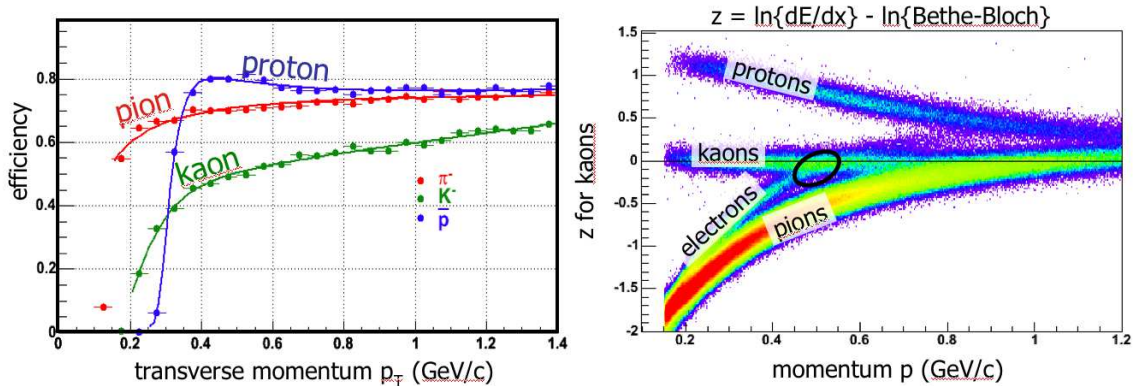 efficiency
0.8
0.6
0.4
0.2
0
proton
pion
kaon
π-
K-
p̅
0 0.2 0.4 0.6 0.8 1 1.2 1.4
transverse momentum pT (GeV/c)
z = ln{dE/dx} - ln{Bethe-Bloch}
z for kaons
1.5
1
0.5
0
-0.5
-1
-1.5
-2
protons
kaons
electrons
pions
0.2 0.4 0.6 0.8 1.0 1.2
momentum p (GeV/c)